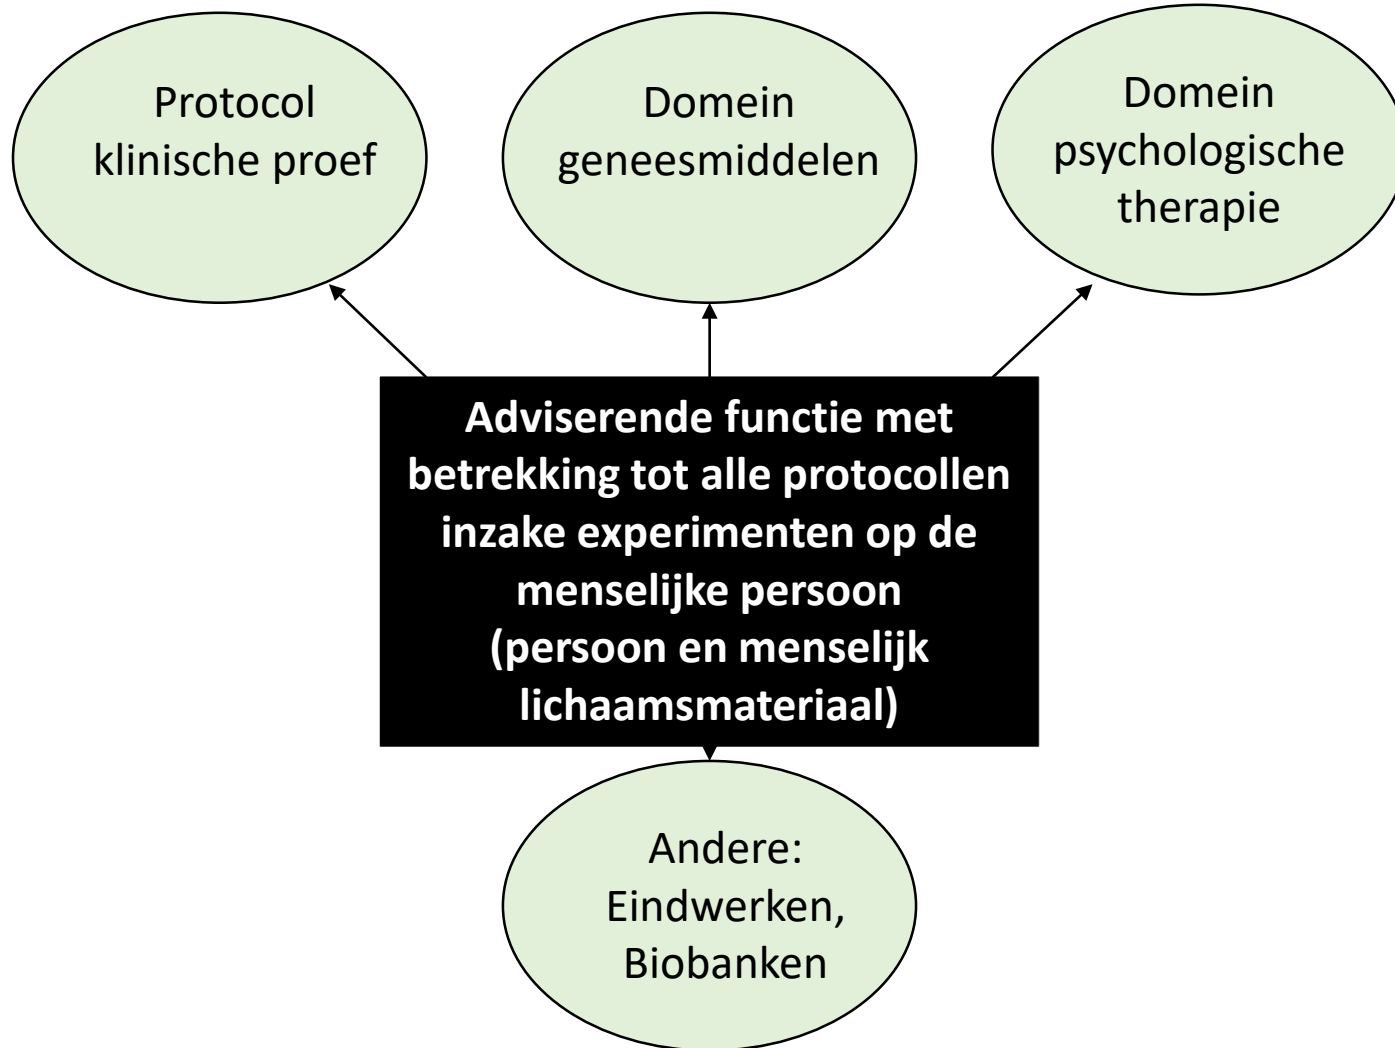 Protocol
klinische proef
Domein
geneesmiddelen
Domein
psychologische
therapie
Adviserende functie met
betrekking tot alle protocollen
inzake experimenten op de
menselijke persoon
(persoon en menselijk
lichaamsmateriaal)
Andere:
Eindwerken,
Biobanken